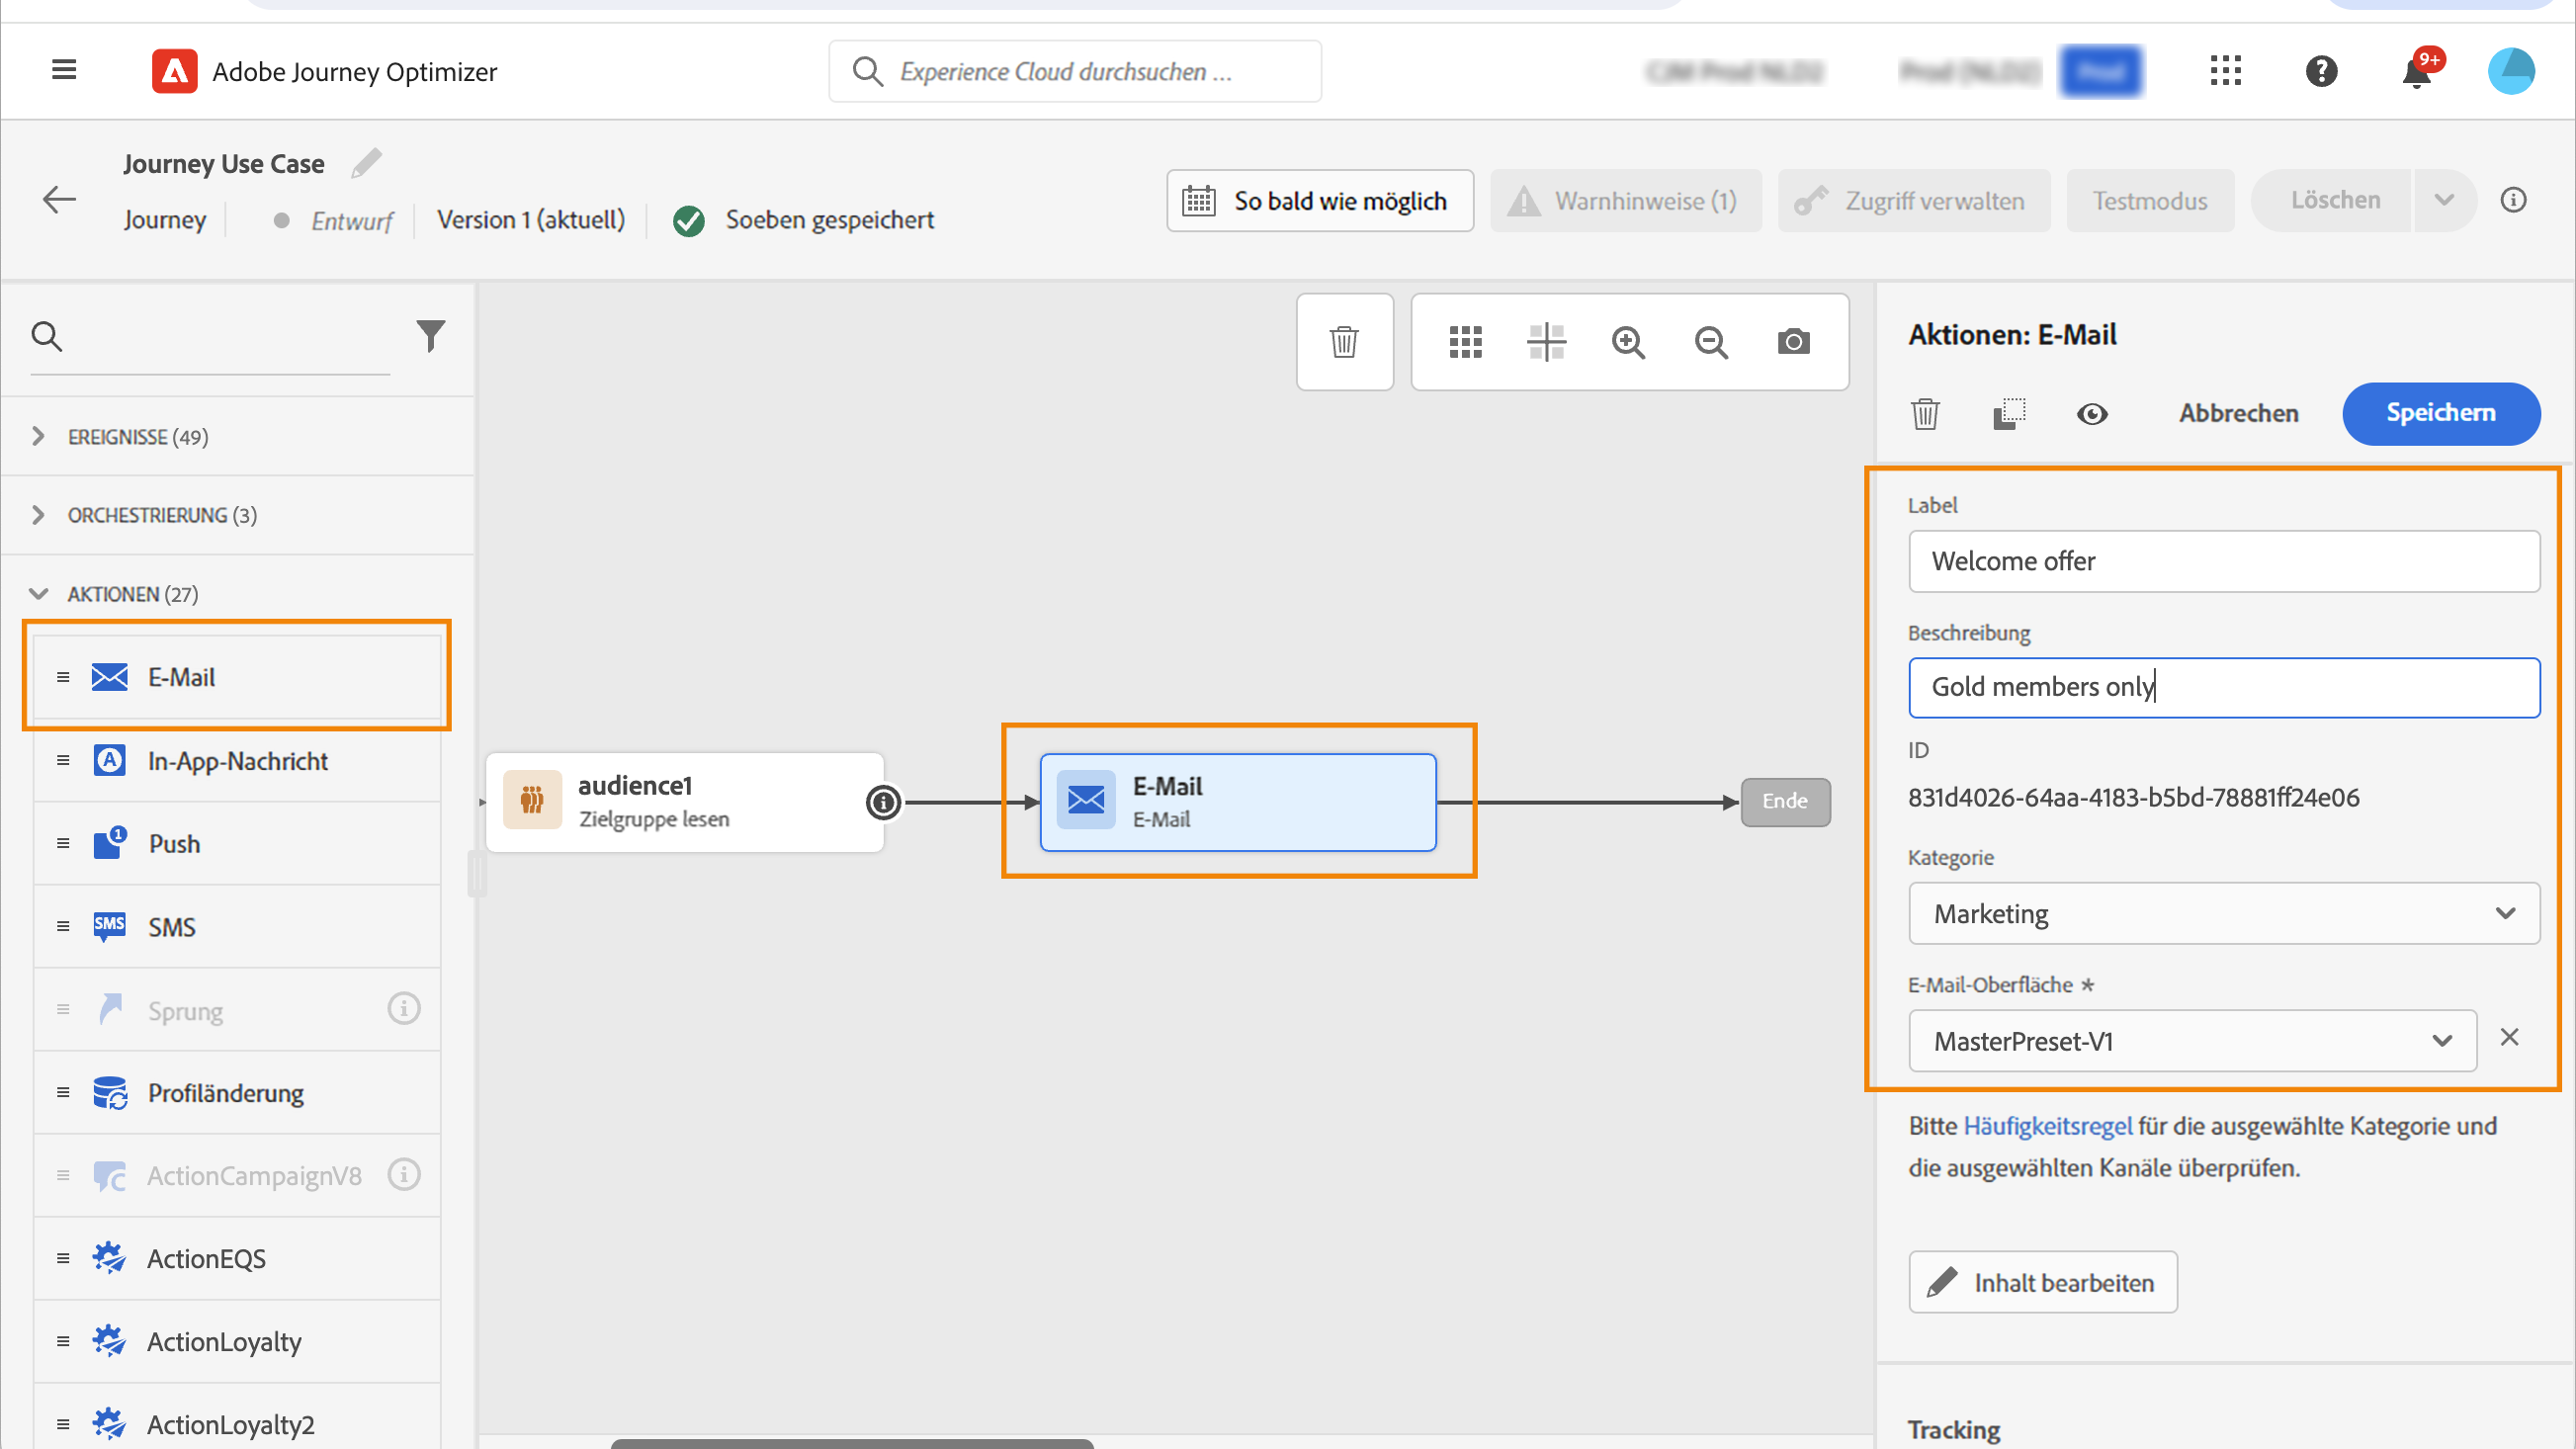 Adobe Journey Optimizer
Experience Cloud durchsuchen ...
9+
Journey Use Case
Journey
Entwurf
Version 1 (aktuell)
Soeben gespeichert
So bald wie möglich
Warnhinweise (1)
Zugriff verwalten
Testmodus
Löschen
EREIGNISSE (49)
ORCHESTRIERUNG (3)
AKTIONEN (27)
E-Mail
In-App-Nachricht
1
Push
SMS
SMS
Sprung
Profiländerung
ActionCampaignV8
ActionEQS
ActionLoyalty
ActionLoyalty2
audience1
Zielgruppe lesen
E-Mail
E-Mail
Ende
Aktionen: E-Mail
Abbrechen
Speichern
Label
Welcome offer
Beschreibung
Gold members only
ID
831d4026-64aa-4183-b5bd-78881ff24e06
Kategorie
Marketing
E-Mail-Oberfläche *
MasterPreset-V1
Bitte Häufigkeitsregel für die ausgewählte Kategorie und
die ausgewählten Kanäle überprüfen.
Inhalt bearbeiten
Tracking